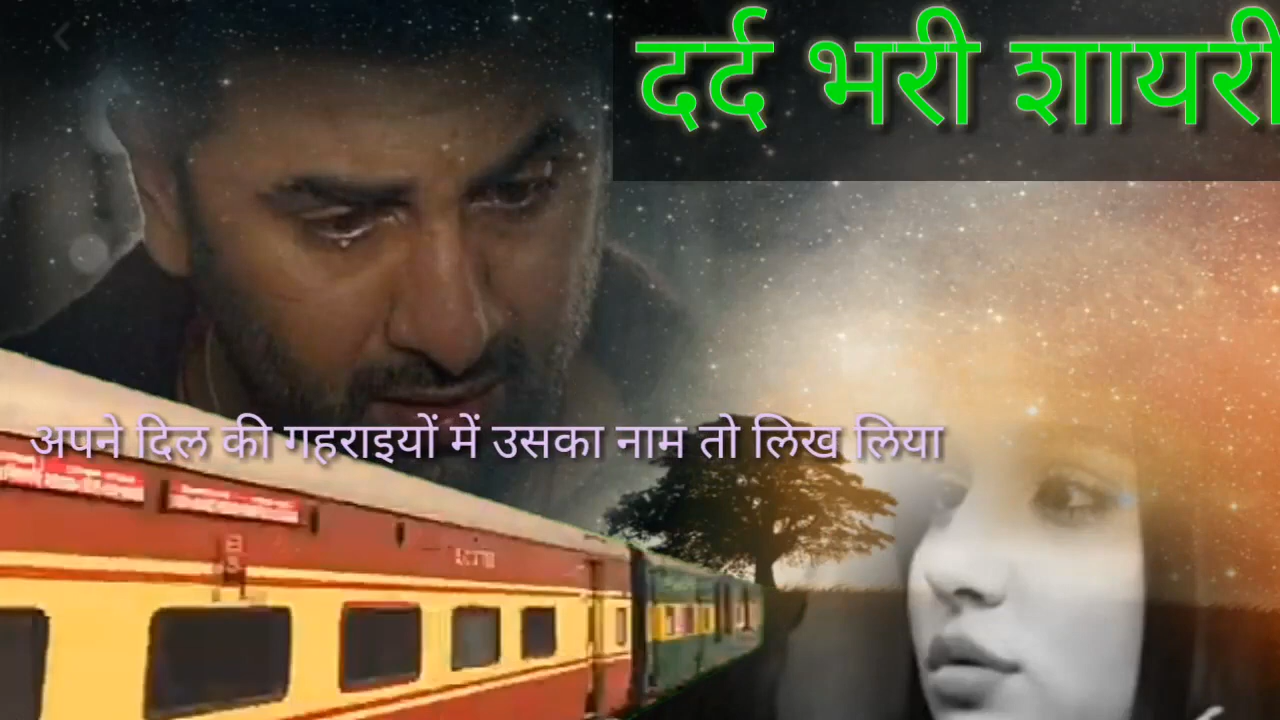 दर्द भरी शायरी
अपने दिल की गहराइयों में उसका नाम तो लिख लिया